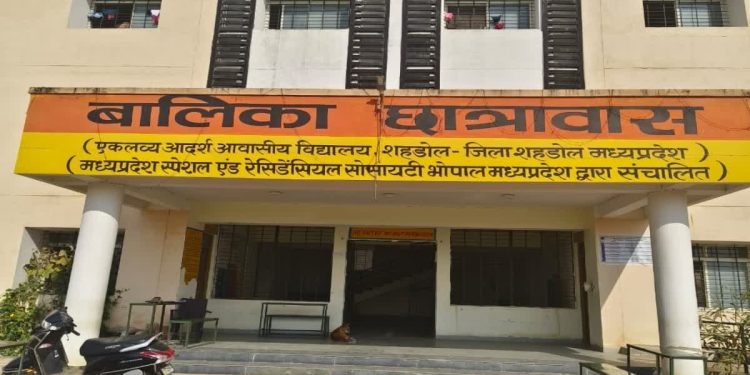 बालिका छात्रावास
( एकलव्य आदर्श आवासीय विद्यालय, शहडोल- जिला शहडोल मध्यप्रदेश )
( मध्यप्रदेश स्पेशल एंड रेसिडेंसियल सोसायटी भोपाल मध्यप्रदेश द्वारा संचालित )